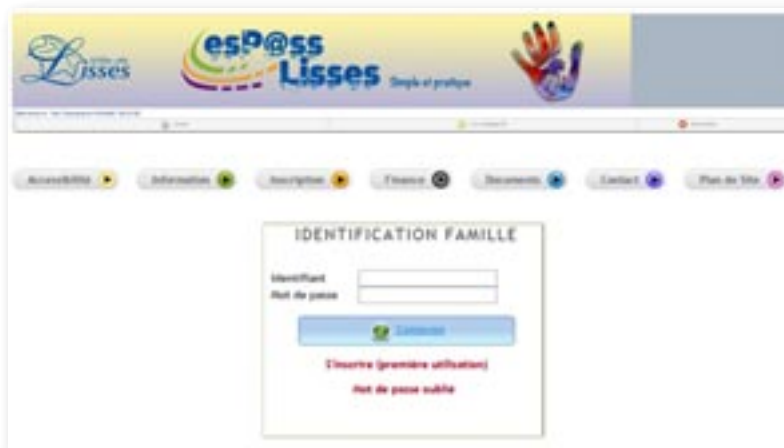 Lisses
esp@ss
Lisses Simple et pratique
Accessibilité Information Inscription Finance Documents Contact Plan de Site
IDENTIFICATION FAMILLE
Identifiant
Mot de passe
Connexion
S'inscrire (première utilisation)
Mot de passe oublié